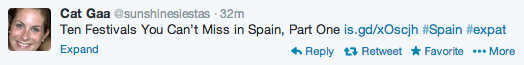 Cat Gaa @sunshinesiestas · 32m
Ten Festivals You Can't Miss in Spain, Part One is.gd/xOscjh #Spain #expat
Expand Reply Retweet Favorite More